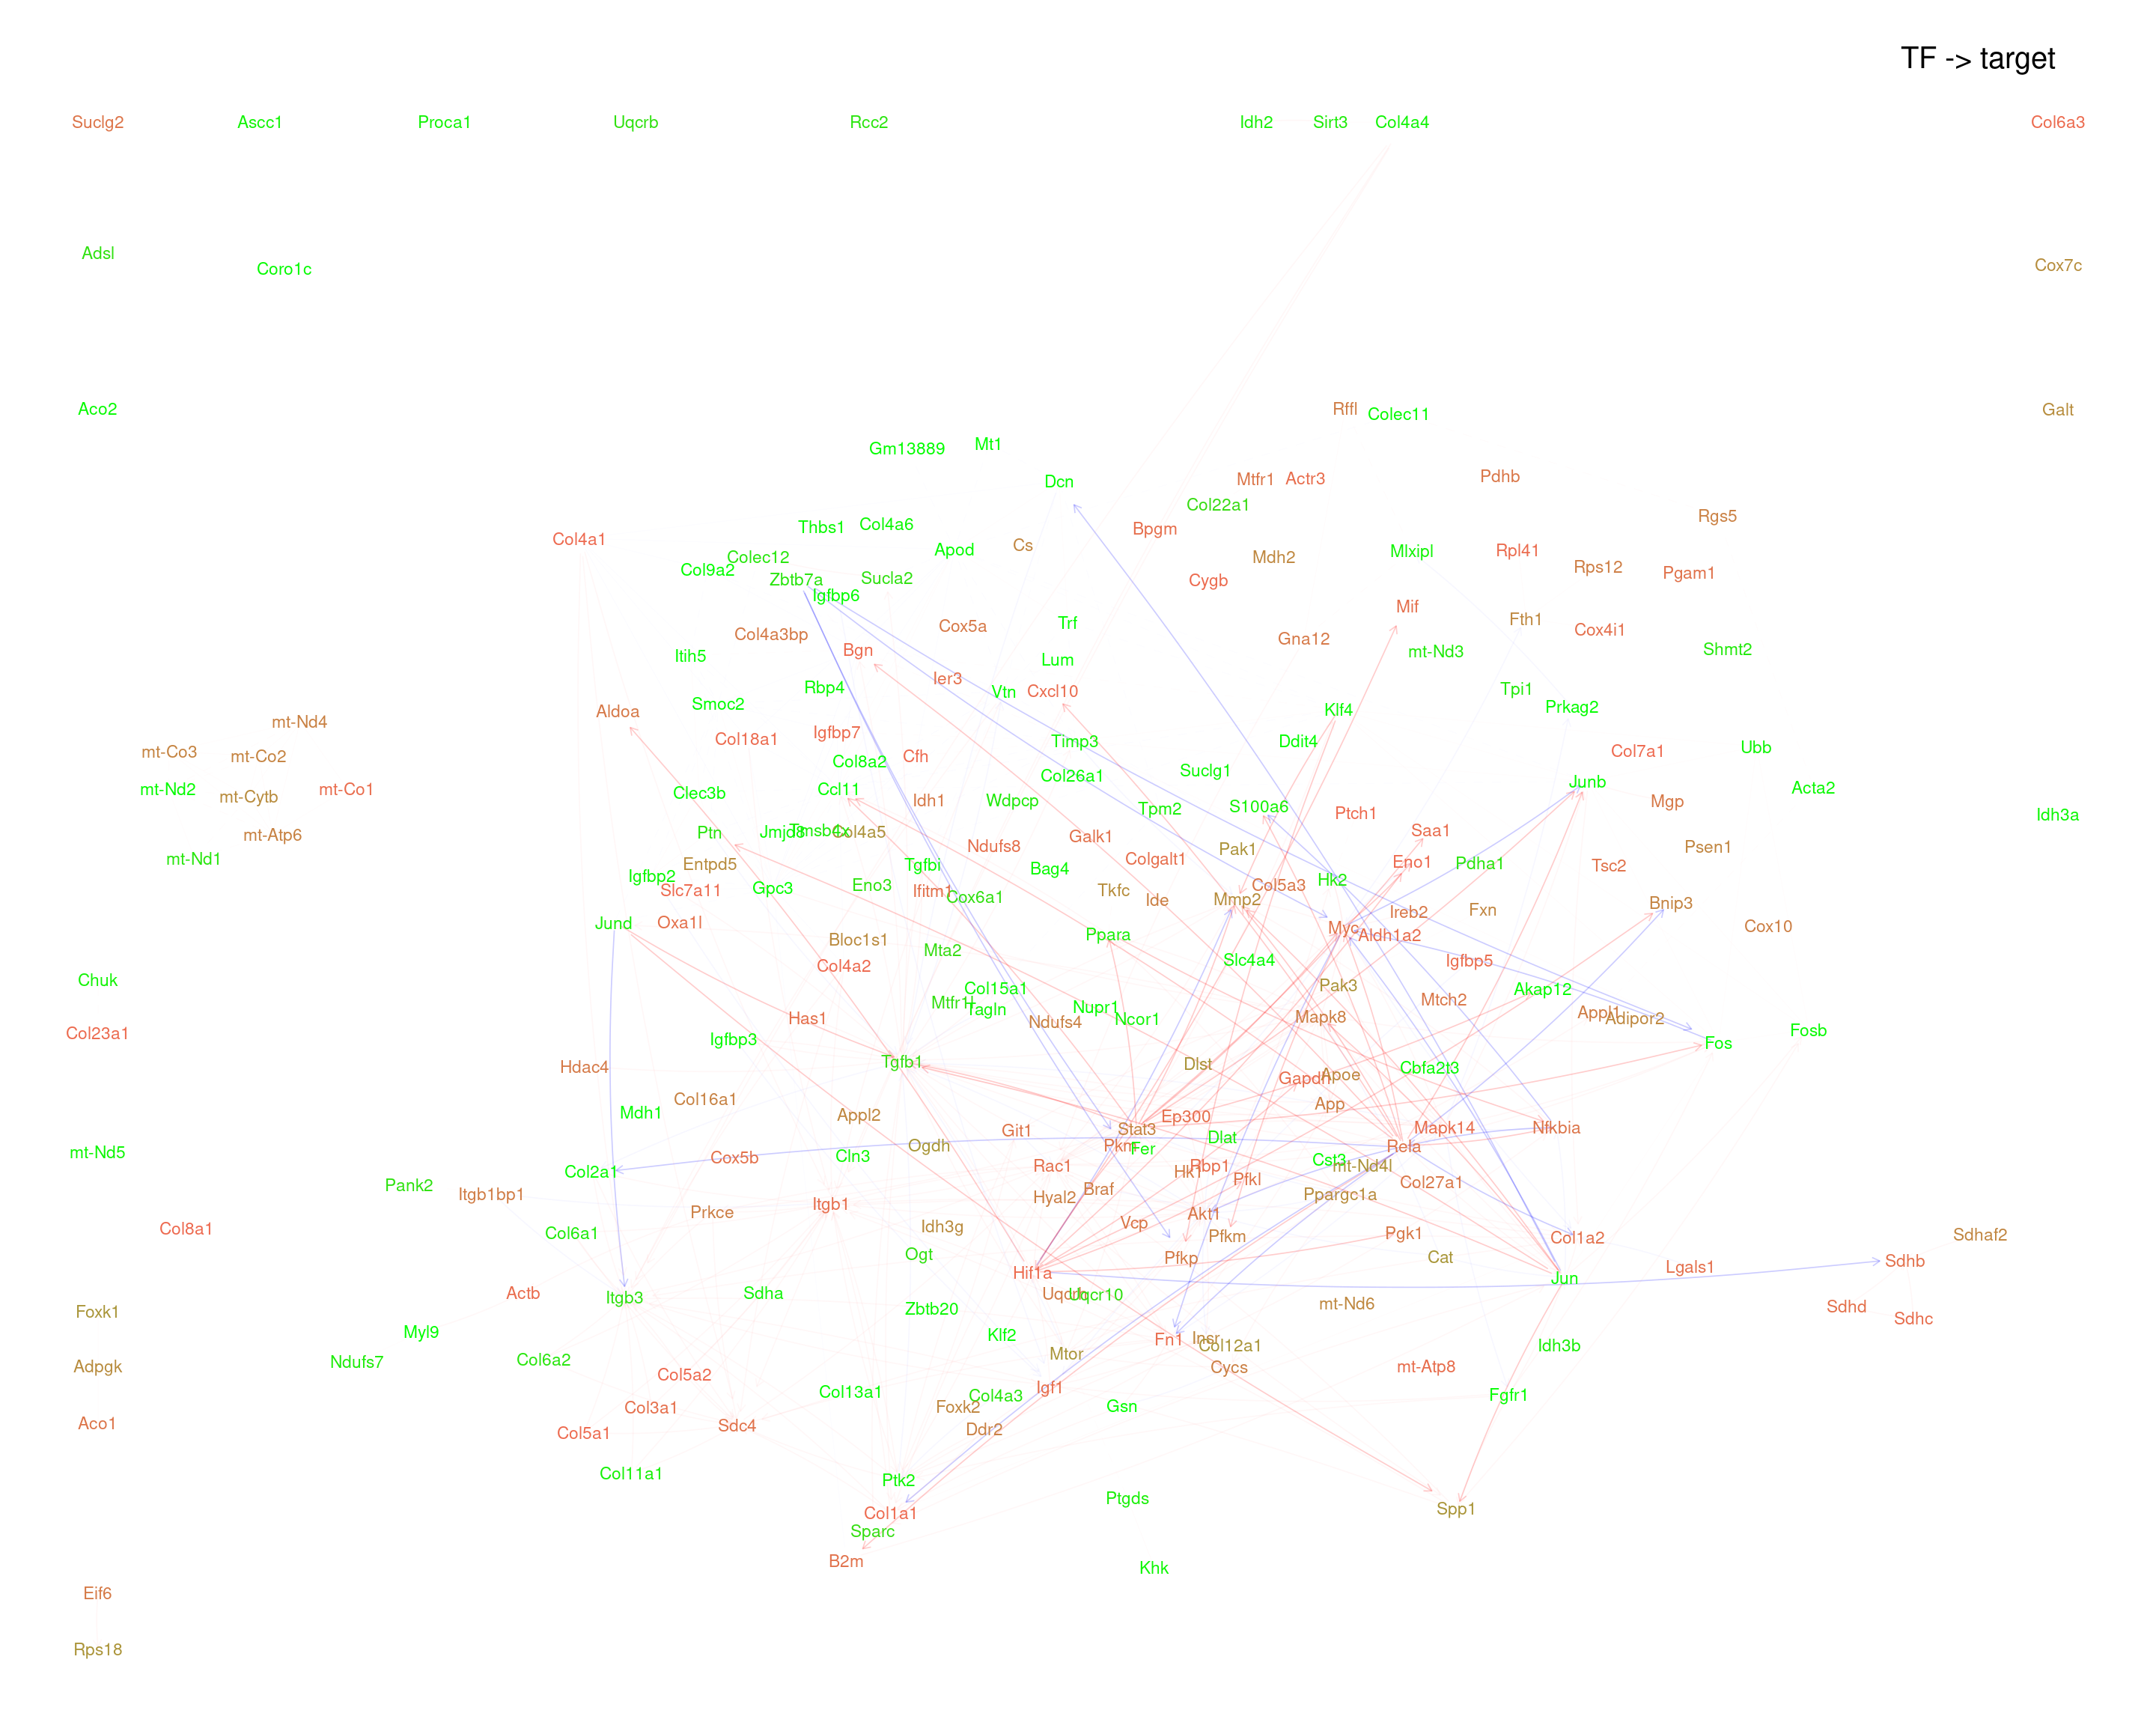 TF -> target
Suclg2 Ascc1 Proca1 Uqcrb Rcc2 Idh2 Sirt3 Col4a4 Col6a3
Adsl Coro1c Cox7c
Aco2 Rffl Colec11 Galt
Gm13889 Mt1
Dcn Mtfr1 Actr3 Pdhb
Col22a1 Rgs5
Col4a1 Thbs1 Col4a6 Bpgm
Colec12 Apod Cs Mdh2 Mlxipl Rpl41
Col9a2 Zbtb7a Sucla2 Cygb Rps12 Pgam1
Igfbp6 Mif
Col4a3bp Cox5a Trf Gna12 Fth1 Cox4i1
Itih5 Bgn Lum mt-Nd3 Shmt2
Rbp4 Ier3 Vtn Cxcl10 Tpi1
Aldoa Smoc2 Klf4 Prkag2
mt-Nd4 Col18a1 Igfbp7 Timp3 Ddit4
mt-Co3 mt-Co2 Col8a2 Cfh Col26a1 Suclg1 Col7a1 Ubb
mt-Nd2 mt-Cytb mt-Co1 Clec3b Ccl11 Idh1 Wdpcp Tpm2 S100a6 Junb Mgp Acta2
mt-Atp6 Ptn Jmjd8 Tmsb4x Col4a5 Galk1 Ptch1 Saa1 Idh3a
mt-Nd1 Entpd5 Tgfbi Ndufs8 Colgalt1 Pak1 Eno1 Pdha1 Psen1
Igfbp2 Slc7a11 Gpc3 Eno3 Ifitm1 Cox6a1 Bag4 Tkfc Ide Col5a3 Hk2 Tsc2
Jund Oxa1l Mmp2 Myc Ireb2 Fxn Bnip3
Bloc1s1 Mta2 Ppara Aldh1a2 Cox10
Chuk Col4a2 Col15a1 Slc4a4 Igfbp5
Mtfr1l Tagln Nupr1 Pak3 Mtch2 Akap12
Col23a1 Has1 Ndufs4 Ncor1 Mapk8 Appl1 Adipor2 Fosb
Igfbp3 Fos
Hdac4 Tgfb1 Dlst Gapdh Apoe Cbfa2t3
Mdh1 Col16a1 Appl2 App
mt-Nd5 Ogdh Git1 Stat3 Ep300 Dlat Mapk14 Nfkbia
Col2a1 Cox5b Cln3 Pkm Fer Rela
Pank2 Itgb1bp1 Itgb1 Rac1 Hk1 Rbp1 Cst3 mt-Nd4l
Col8a1 Prkce Hyal2 Braf Pfkl Ppargc1a Col27a1
Col6a1 Idh3g Vcp Akt1 Pfkm Pgk1 Col1a2 Sdhaf2
Ogt Hif1a Pfkp Cat Jun Lgals1 Sdhb
Foxk1 Actb Itgb3 Sdha Zbtb20 Uqcrh Uqcr10 mt-Nd6 Sdhd Sdhc
Myl9 Klf2 Fn1 Insr Col12a1 Idh3b
Adpgk Ndufs7 Col6a2 Col5a2 Mtor Cycs mt-Atp8
Col13a1 Igf1 Col4a3 Fgfr1
Aco1 Col3a1 Foxk2 Gsn
Col5a1 Sdc4 Ddr2
Col11a1 Ptk2
Col1a1 Ptgds Spp1
Sparc
B2m Khk
Eif6
Rps18